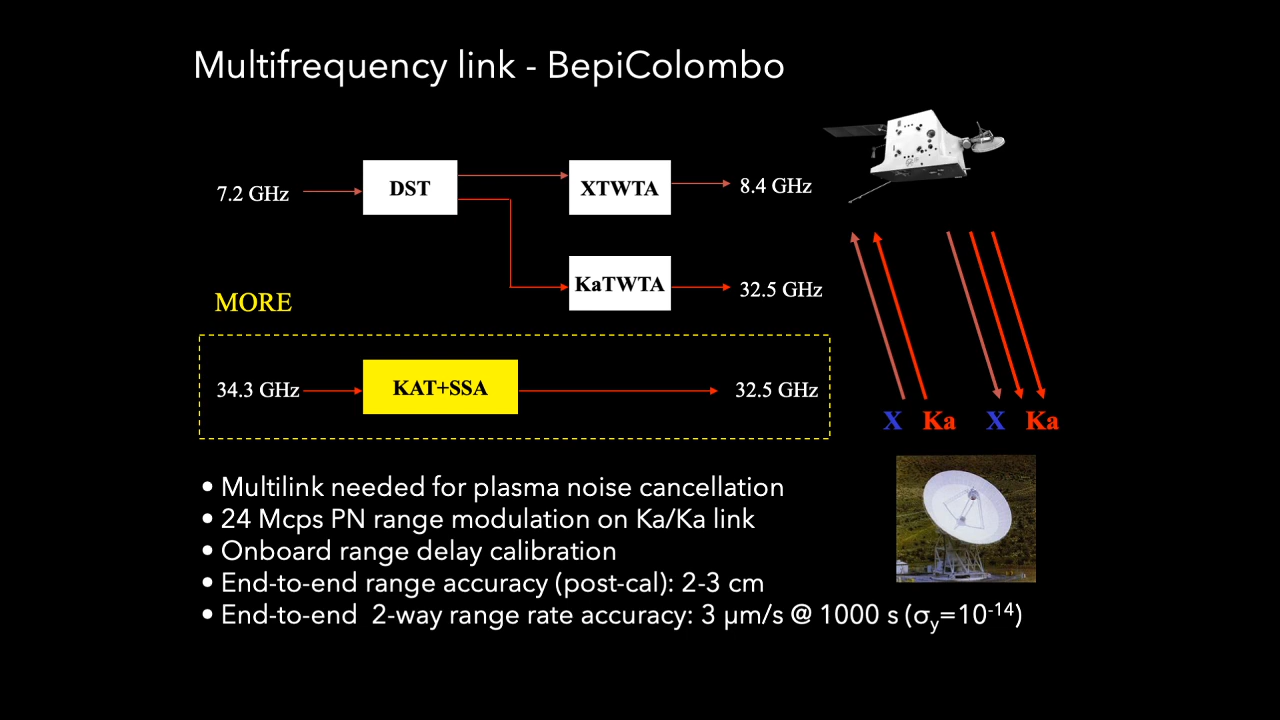 Multifrequency link - BepiColombo
7.2 GHz
DST
XTWTA
8.4 GHz
KaTWTA
32.5 GHz
MORE
34.3 GHz
KAT+SSA
32.5 GHz
X Ka X Ka
• Multilink needed for plasma noise cancellation
• 24 Mcps PN range modulation on Ka/Ka link
• Onboard range delay calibration
• End-to-end range accuracy (post-cal): 2-3 cm
• End-to-end 2-way range rate accuracy: 3 μm/s @ 1000 s (σy=10-14)